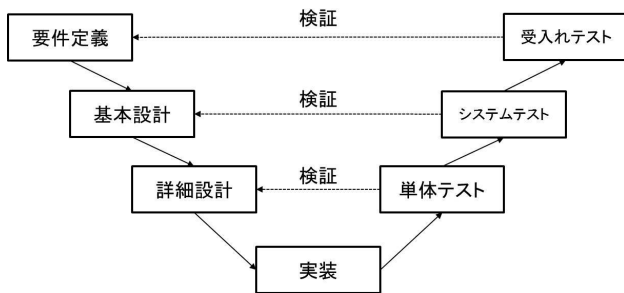 検証
要件定義
受入れテスト
検証
基本設計
システムテスト
検証
詳細設計
単体テスト
実装